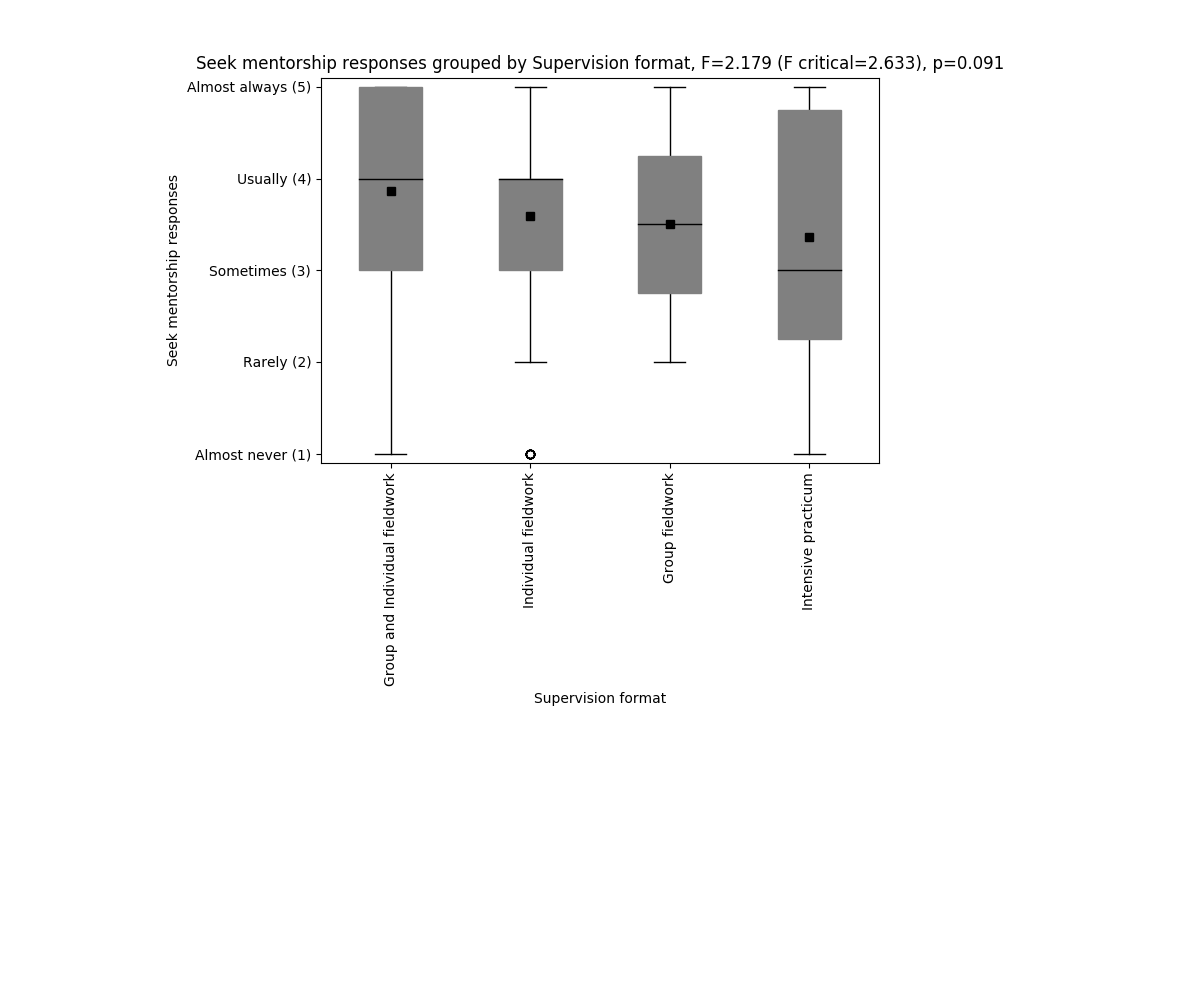 Seek mentorship responses grouped by Supervision format, F=2.179 (F critical=2.633), p=0.091
Almost always (5)
Usually (4)
Sometimes (3)
Rarely (2)
Almost never (1)
Seek mentorship responses
Group and Individual fieldwork
Individual fieldwork
Group fieldwork
Intensive practicum
Supervision format